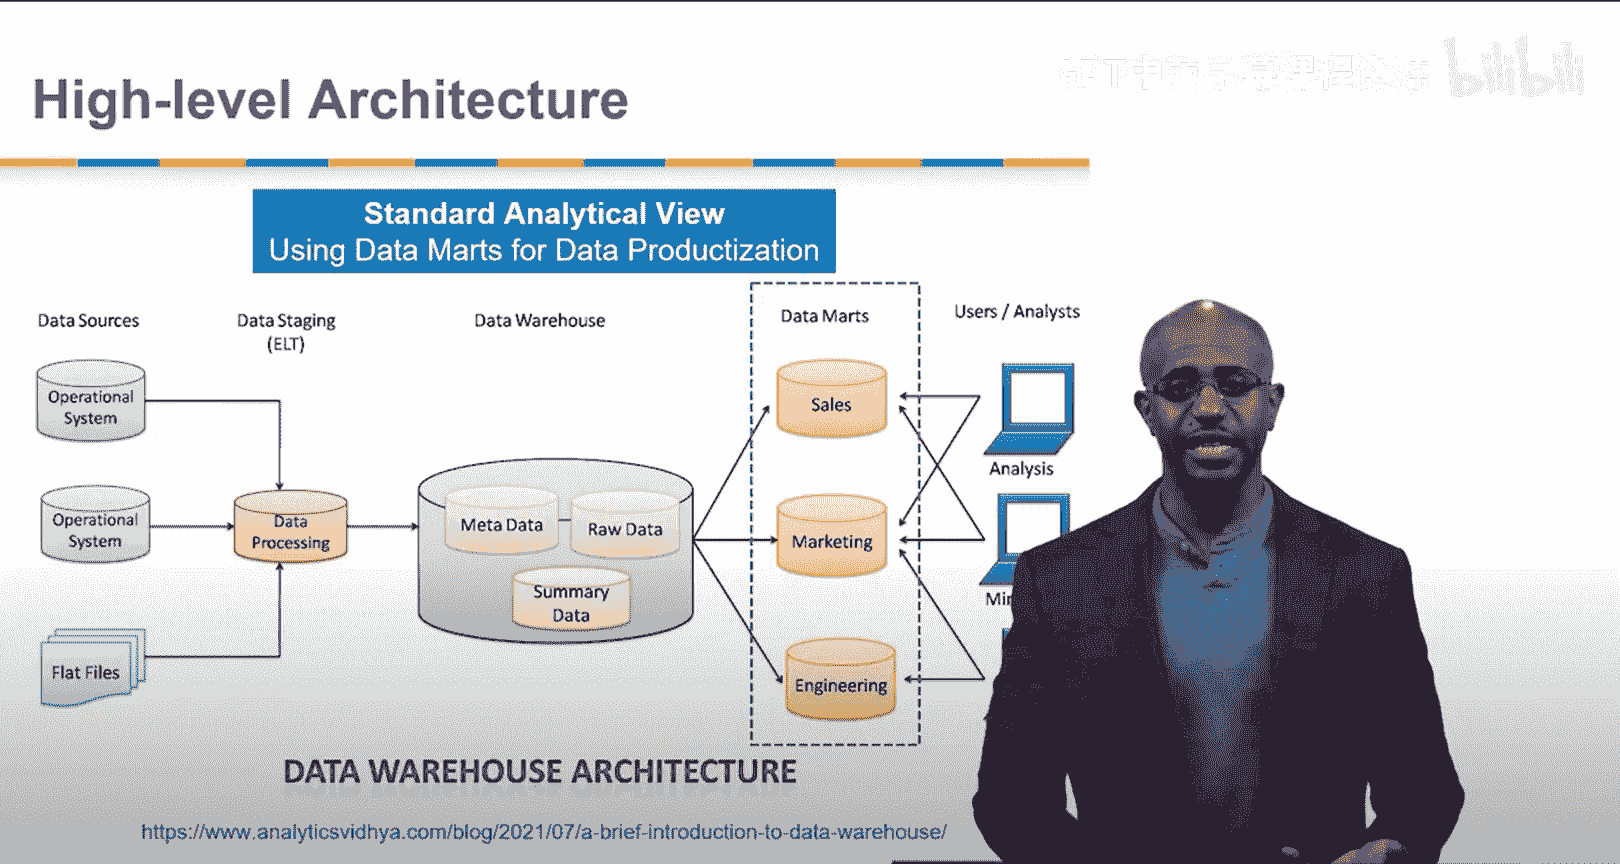 High-level Architecture
bilibili
Standard Analytical View
Using Data Marts for Data Productization
Data Sources
Data Staging
(ELT)
Data Warehouse
Data Marts
Users / Analysts
Operational
System
Operational
System
Flat Files
Data
Processing
Meta Data
Raw Data
Summary
Data
Sales
Marketing
Engineering
Analysis
DATA WAREHOUSE ARCHITECTURE
https://www.analyticsvidhya.com/blog/2021/07/a-brief-introduction-to-data-warehouse/